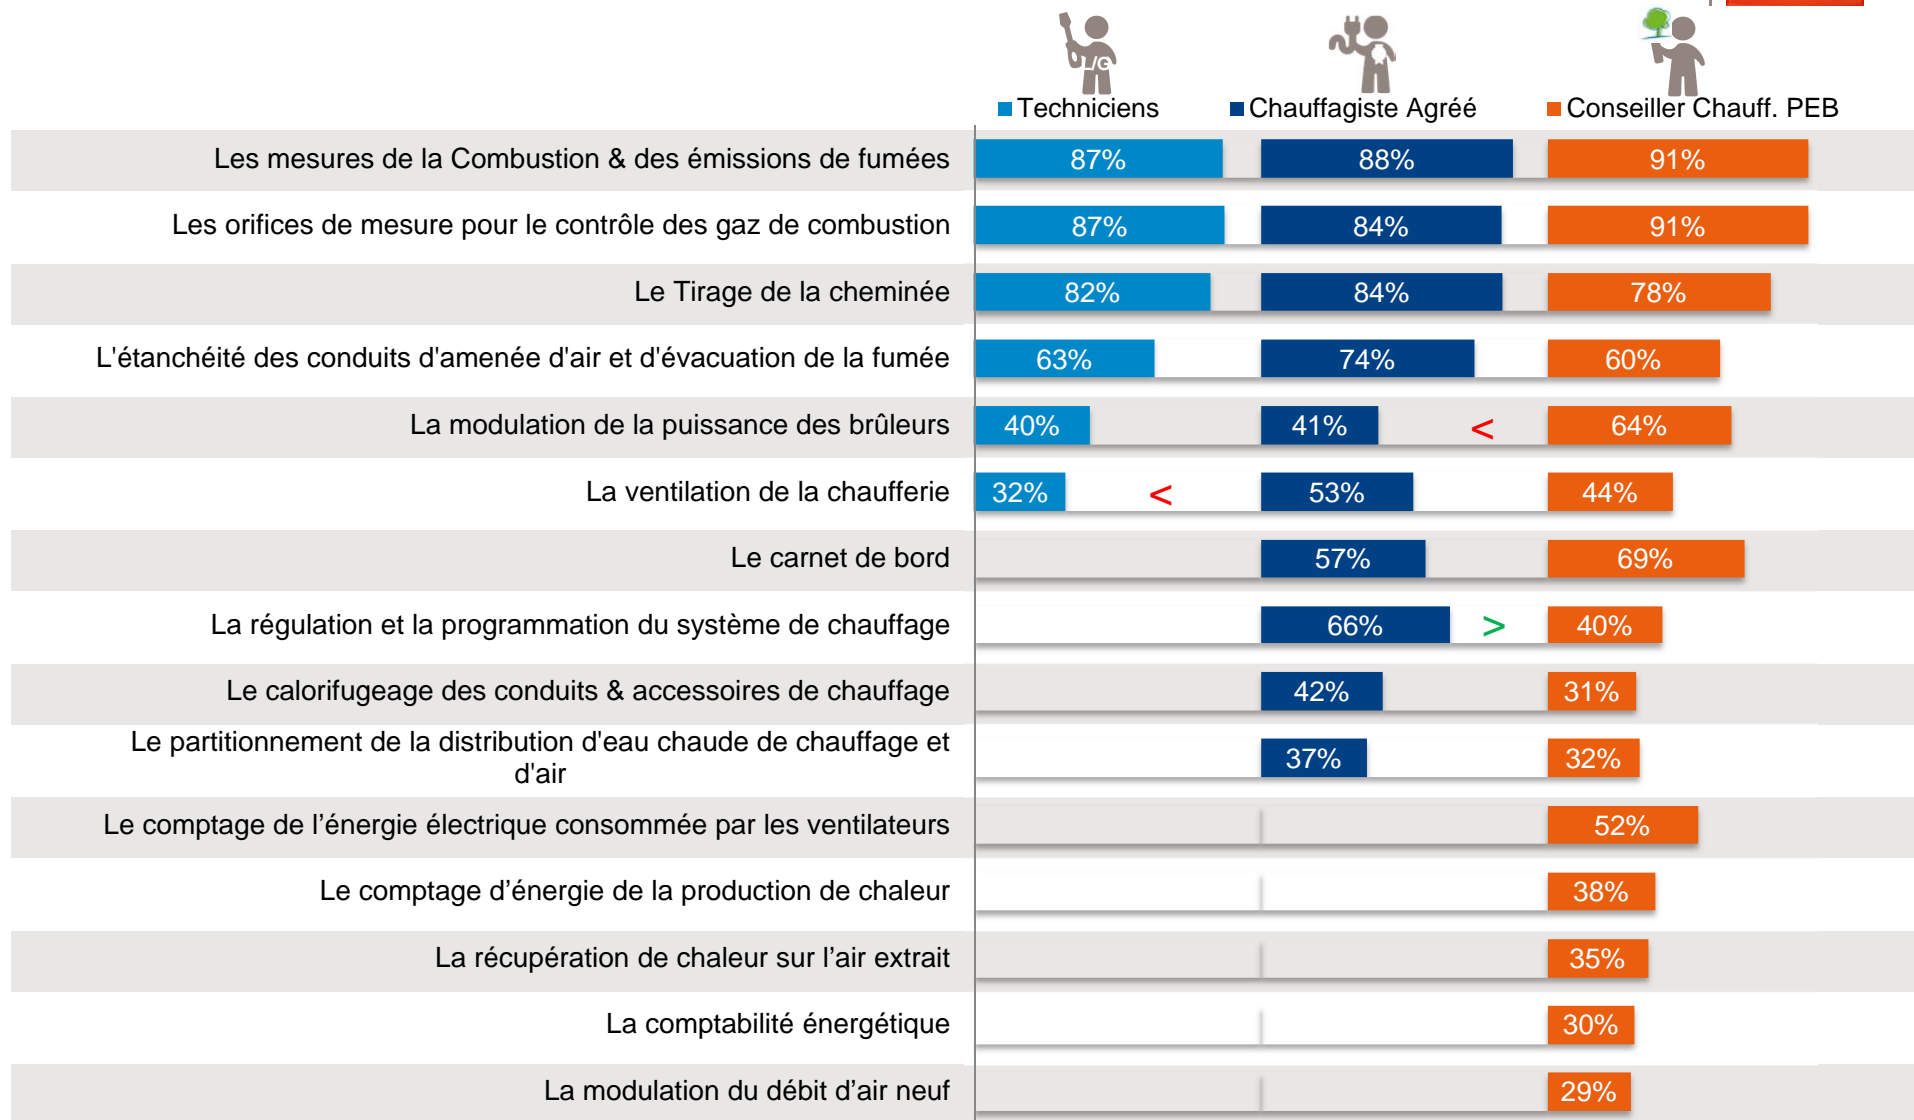 L/G
Techniciens Chauffagiste Agréé Conseiller Chauff. PEB
Les mesures de la Combustion & des émissions de fumées 87% 88% 91%
Les orifices de mesure pour le contrôle des gaz de combustion 87% 84% 91%
Le Tirage de la cheminée 82% 84% 78%
L'étanchéité des conduits d'amenée d'air et d'évacuation de la fumée 63% 74% 60%
La modulation de la puissance des brûleurs 40% 41% < 64%
La ventilation de la chaufferie 32% < 53% 44%
Le carnet de bord 57% 69%
La régulation et la programmation du système de chauffage 66% > 40%
Le calorifugeage des conduits & accessoires de chauffage 42% 31%
Le partitionnement de la distribution d'eau chaude de chauffage et
d'air 37% 32%
Le comptage de l’énergie électrique consommée par les ventilateurs 52%
Le comptage d’énergie de la production de chaleur 38%
La récupération de chaleur sur l’air extrait 35%
La comptabilité énergétique 30%
La modulation du débit d’air neuf 29%